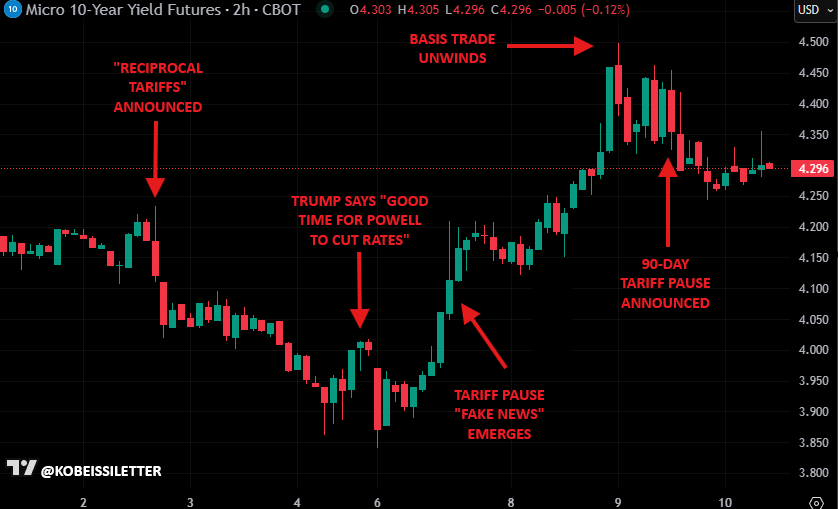 10 Micro 10-Year Yield Futures · 2h · CBOT O4.303 H4.305 L4.296 C4.296 −0.005 (−0.12%)
USD
BASIS TRADE
UNWINDS
"RECIPROCAL
TARIFFS"
ANNOUNCED
TRUMP SAYS "GOOD
TIME FOR POWELL
TO CUT RATES"
90-DAY
TARIFF PAUSE
ANNOUNCED
TARIFF PAUSE
"FAKE NEWS"
EMERGES
4.500
4.450
4.400
4.350
4.296
4.250
4.200
4.150
4.100
4.050
4.000
3.950
3.900
3.850
3.800
@KOBEISSILETTER
2 3 4 6 8 9 10